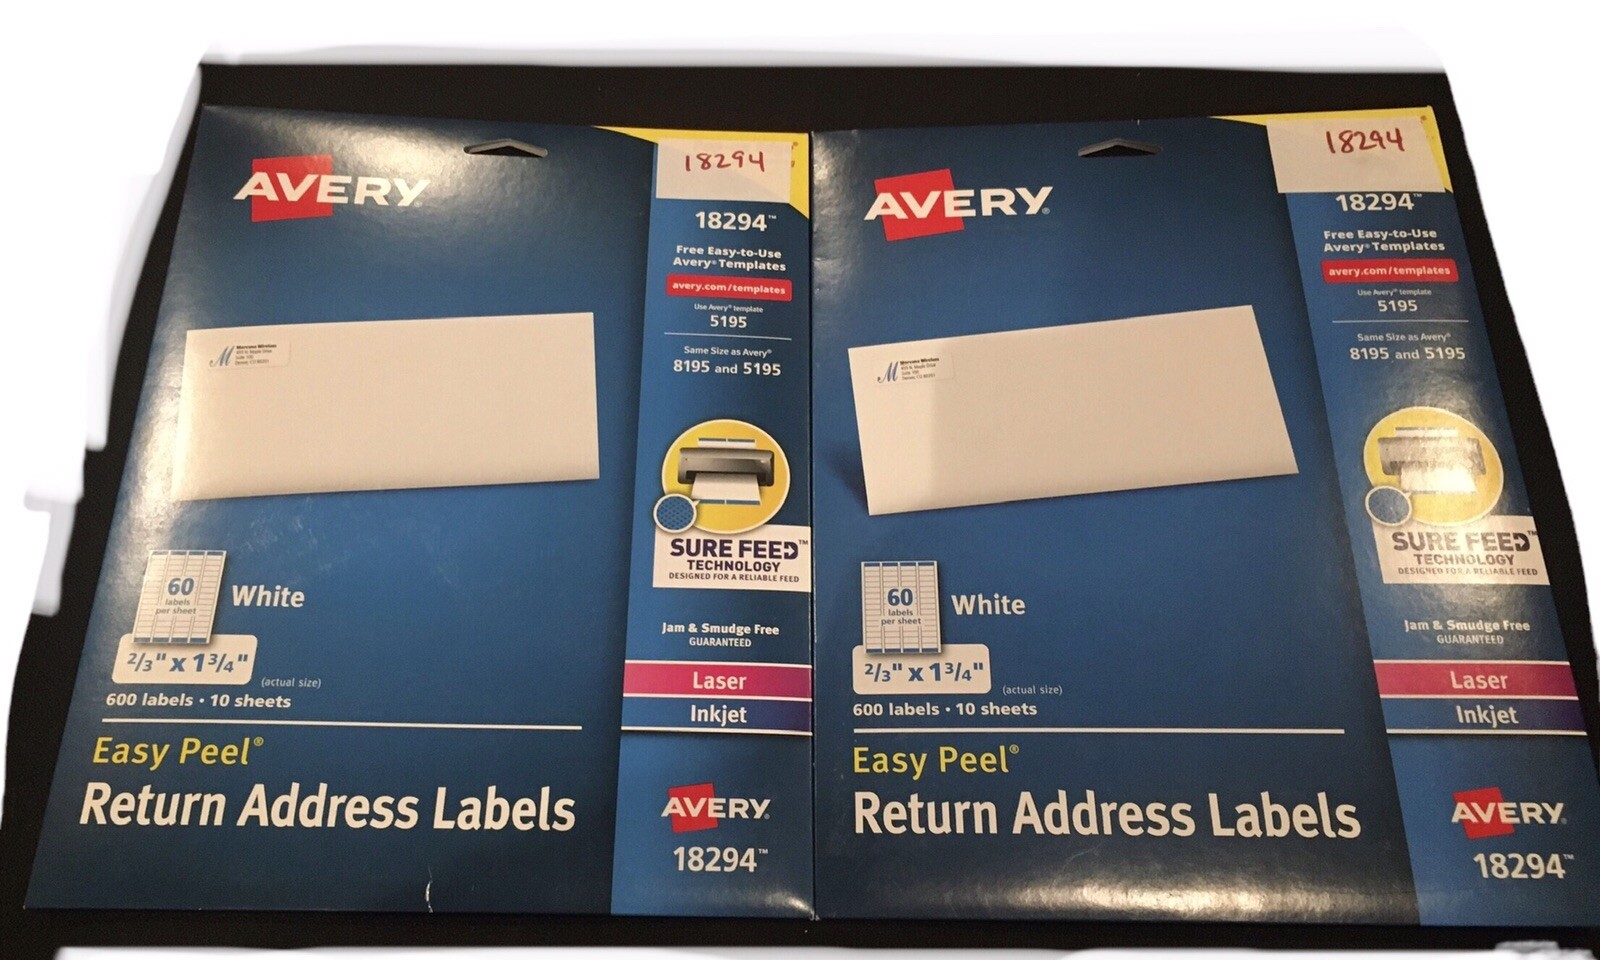 18294
AVERY
18294™
Free Easy-to-Use
Avery® Templates
avery.com/templates
Use Avery® template
5195
Same Size as Avery®
8195 and 5195
SURE FEED™
TECHNOLOGY
DESIGNED FOR A RELIABLE FEED
60
labels
per sheet
White
2/3" x 1 3/4"
(actual size)
600 labels • 10 sheets
Jam & Smudge Free
GUARANTEED
Laser
Inkjet
Easy Peel®
Return Address Labels
AVERY
18294™
18294
AVERY®
18294™
Free Easy-to-Use
Avery® Templates
avery.com/templates
Use Avery® template
5195
Same Size as Avery®
8195 and 5195
SURE FEED™
TECHNOLOGY
DESIGNED FOR A RELIABLE FEED
60
labels
per sheet
White
2/3" x 1 3/4"
(actual size)
600 labels • 10 sheets
Jam & Smudge Free
GUARANTEED
Laser
Inkjet
Easy Peel®
Return Address Labels
AVERY
18294™